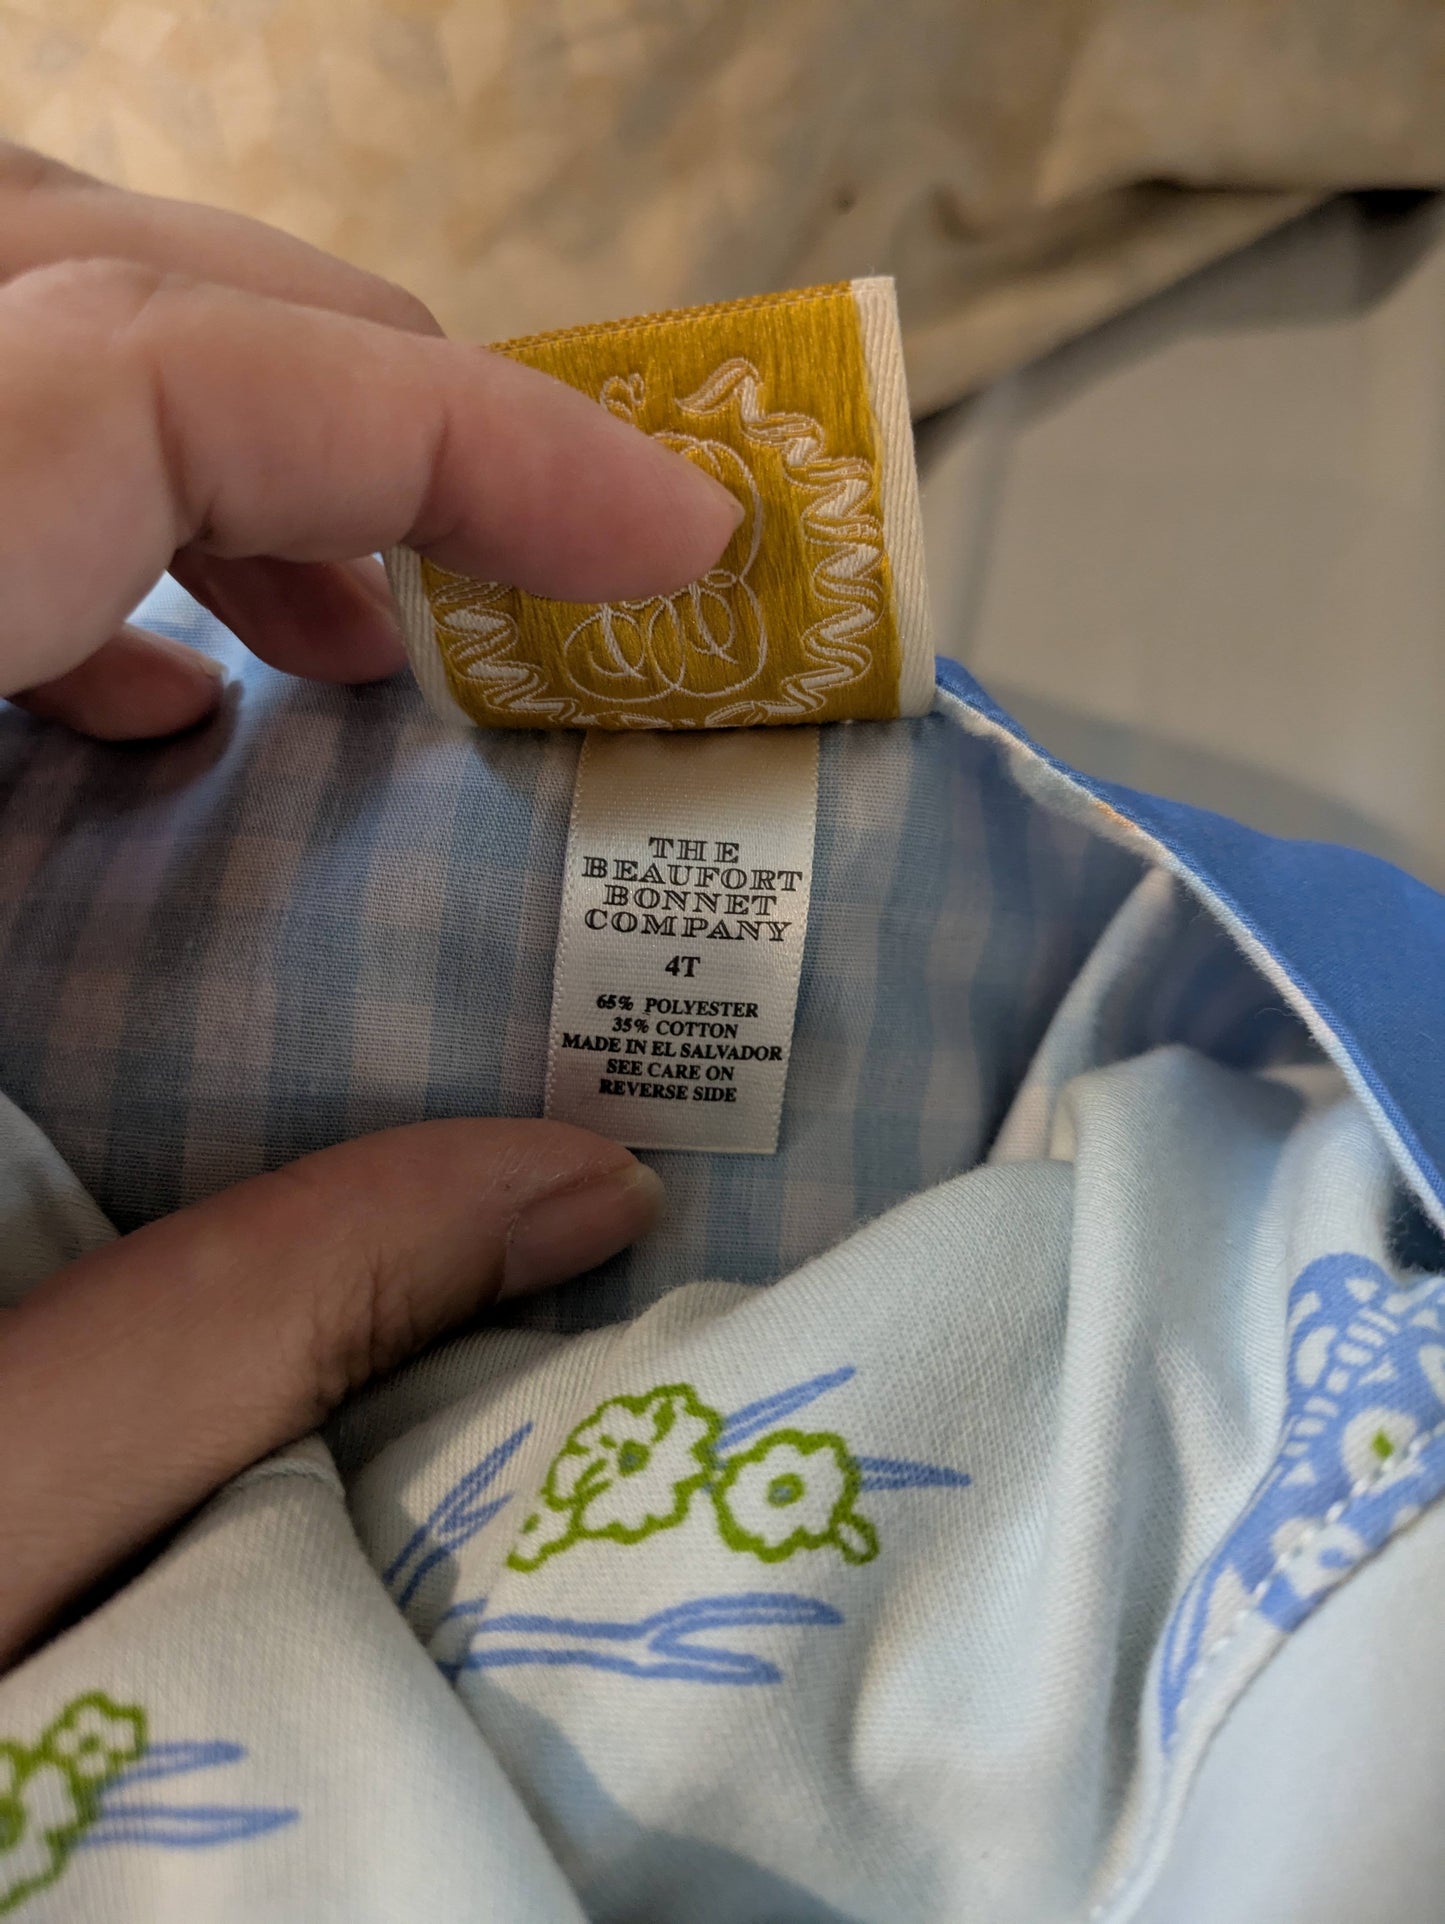 THE
BEAUFORT
BONNET
COMPANY
4T
65% POLYESTER
35% COTTON
MADE IN EL SALVADOR
SEE CARE ON
REVERSE SIDE